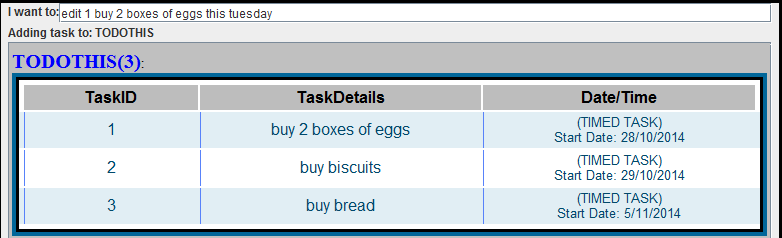 I want to: edit 1 buy 2 boxes of eggs this tuesday
Adding task to: TODOTHIS
TODOTHIS(3):
TaskID TaskDetails Date/Time
1 buy 2 boxes of eggs (TIMED TASK)
Start Date: 28/10/2014
2 buy biscuits (TIMED TASK)
Start Date: 29/10/2014
3 buy bread (TIMED TASK)
Start Date: 5/11/2014